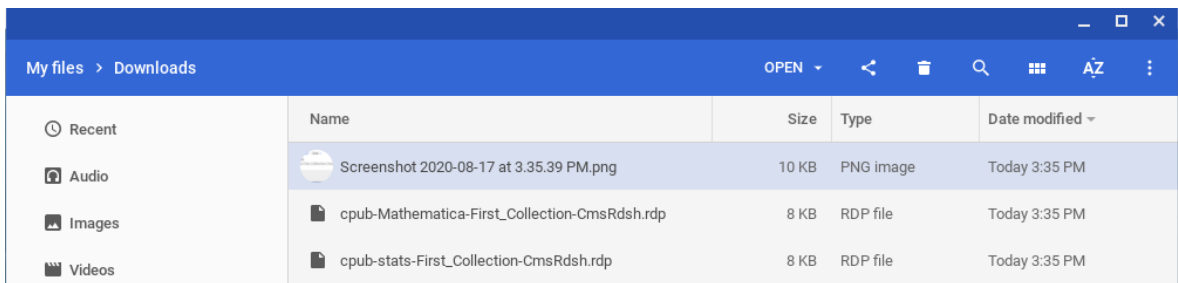 My files > Downloads OPEN AZ
Recent
Audio
Images
Videos
Name Size Type Date modified
Screenshot 2020-08-17 at 3.35.39 PM.png 10 KB PNG image Today 3:35 PM
cpub-Mathematica-First_Collection-CmsRdsh.rdp 8 KB RDP file Today 3:35 PM
cpub-stats-First_Collection-CmsRdsh.rdp 8 KB RDP file Today 3:35 PM